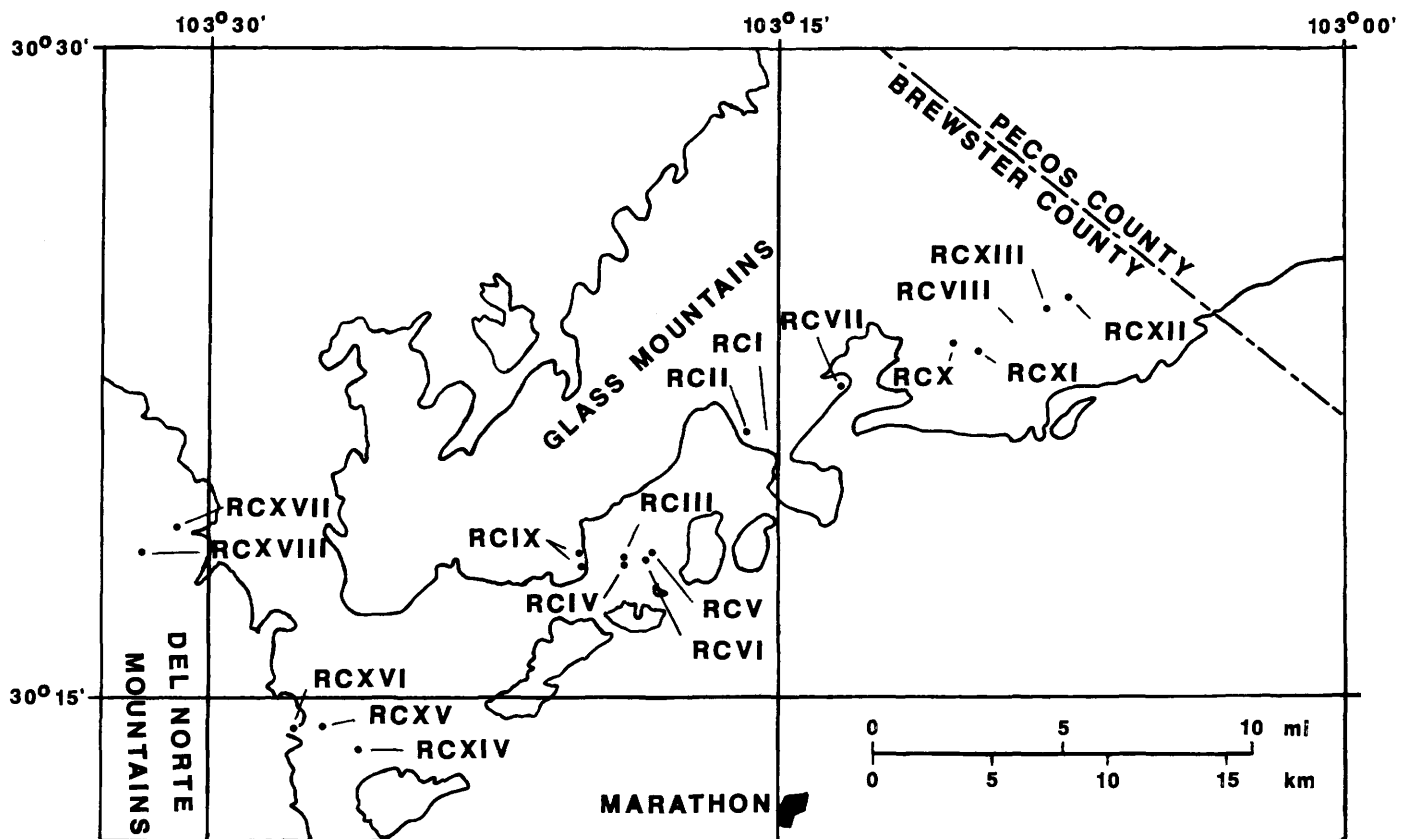 103°30'
103°15'
103°00'
30°30'
PECOS COUNTY
BREWSTER COUNTY
RCXIII
RCVIII
RCXII
RCVII
RCX
RCXI
GLASS MOUNTAINS
RCI
RCII
RCXVII
RCXVIII
RCIII
RCIX
RCIV
RCV
RCVI
DEL NORTE
MOUNTAINS
30°15'
RCXVI
RCXV
RCXIV
0 5 10 mi
0 5 10 15 km
MARATHON